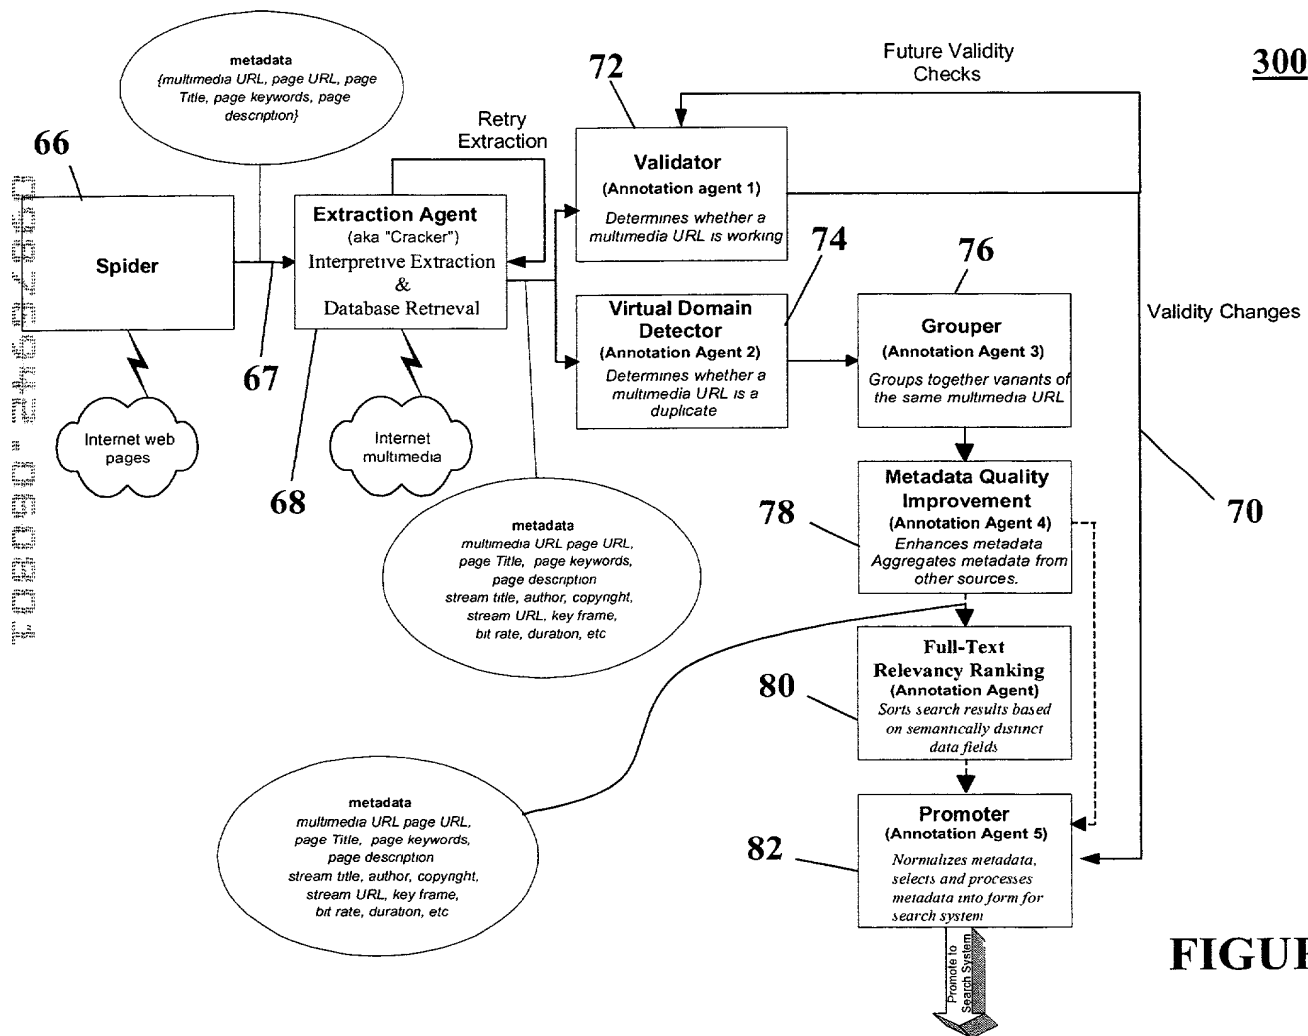 metadata
{multimedia URL, page URL, page
Title, page keywords, page
description}
66
Spider
67
Internet web
pages
Retry
Extraction
Extraction Agent
(aka "Cracker")
Interpretive Extraction
&
Database Retrieval
68
Internet
multimedia
metadata
multimedia URL page URL,
page Title, page keywords,
page description
stream title, author, copyright,
stream URL, key frame,
bit rate, duration, etc
72
Future Validity
Checks
300
Validator
(Annotation agent 1)
Determines whether a
multimedia URL is working
74
Virtual Domain
Detector
(Annotation Agent 2)
Determines whether a
multimedia URL is a
duplicate
76
Grouper
(Annotation Agent 3)
Groups together variants of
the same multimedia URL
Validity Changes
70
78
Metadata Quality
Improvement
(Annotation Agent 4)
Enhances metadata
Aggregates metadata from
other sources.
80
Full-Text
Relevancy Ranking
(Annotation Agent)
Sorts search results based
on semantically distinct
data fields
metadata
multimedia URL page URL,
page Title, page keywords,
page description
stream title, author, copyright,
stream URL, key frame,
bit rate, duration, etc
82
Promoter
(Annotation Agent 5)
Normalizes metadata,
selects and processes
metadata into form for
search system
Promote to
Search System